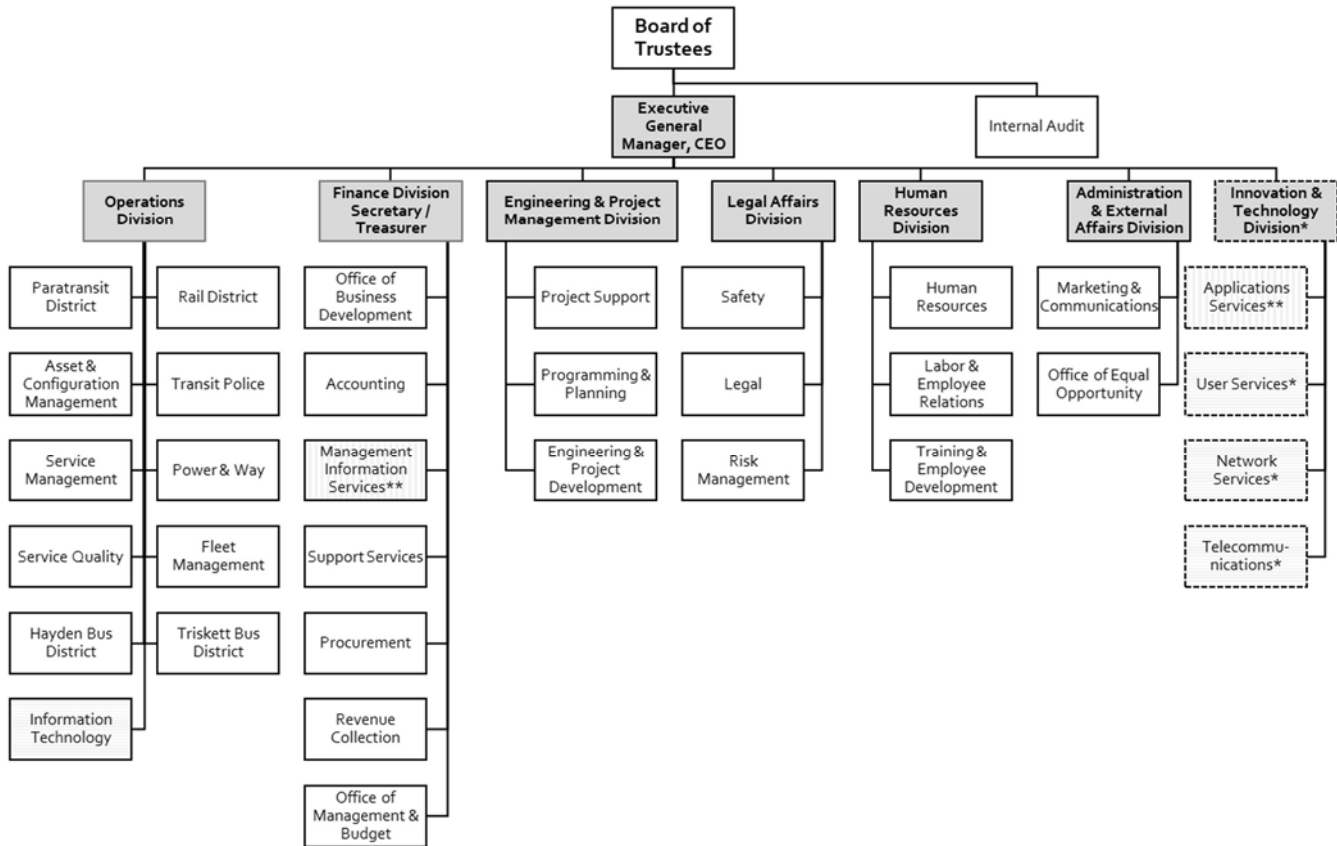 Board of
Trustees
Executive
General
Manager, CEO
Internal Audit
Operations
Division
Finance Division
Secretary /
Treasurer
Engineering & Project
Management Division
Legal Affairs
Division
Human
Resources
Division
Administration
& External
Affairs Division
Innovation &
Technology
Division*
Paratransit
District
Rail District
Asset &
Configuration
Management
Transit Police
Service
Management
Power & Way
Service Quality
Fleet
Management
Hayden Bus
District
Triskett Bus
District
Information
Technology
Office of
Business
Development
Accounting
Management
Information
Services**
Support Services
Procurement
Revenue
Collection
Office of
Management &
Budget
Project Support
Programming &
Planning
Engineering &
Project
Development
Safety
Legal
Risk
Management
Human
Resources
Labor &
Employee
Relations
Training &
Employee
Development
Marketing &
Communications
Office of Equal
Opportunity
Applications
Services**
User Services*
Network
Services*
Telecommu-
nications*